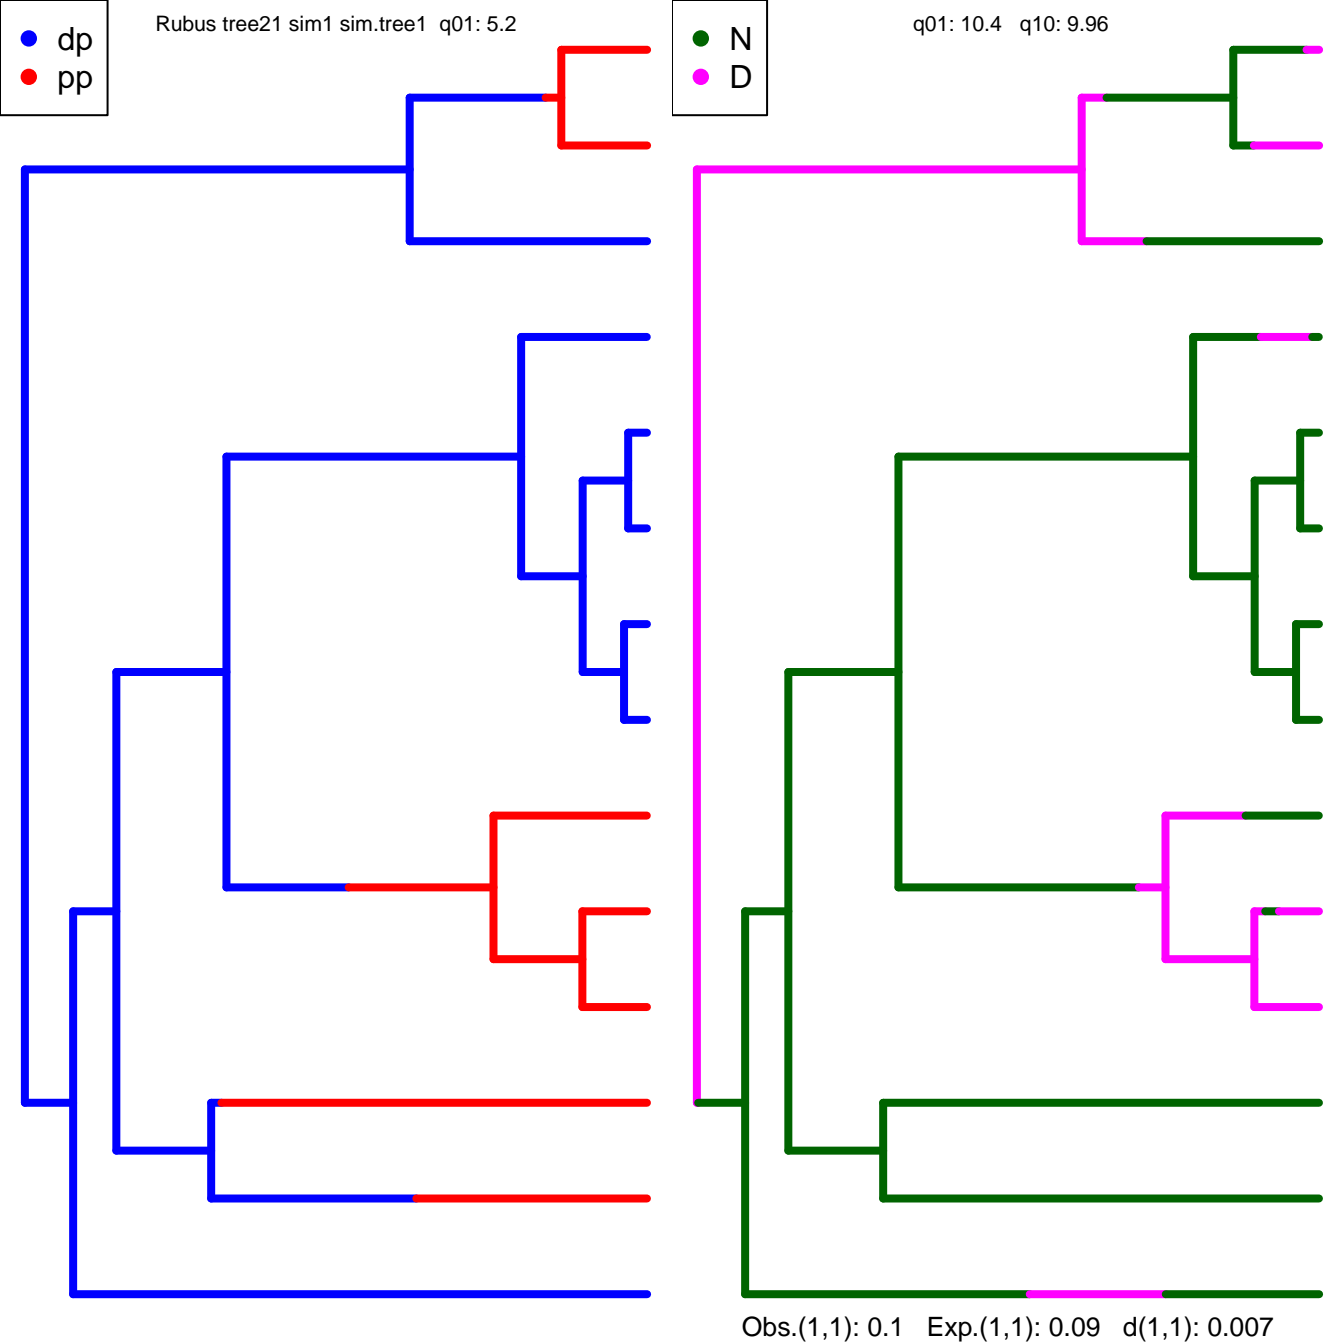 dp
pp
Rubus tree21 sim1 sim.tree1 q01: 5.2
N
D
q01: 10.4 q10: 9.96
Obs.(1,1): 0.1 Exp.(1,1): 0.09 d(1,1): 0.007